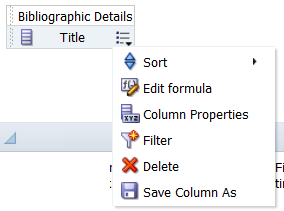 Bibliographic Details
Title
Sort
Edit formula
Column Properties
Filter
Delete
Save Column As